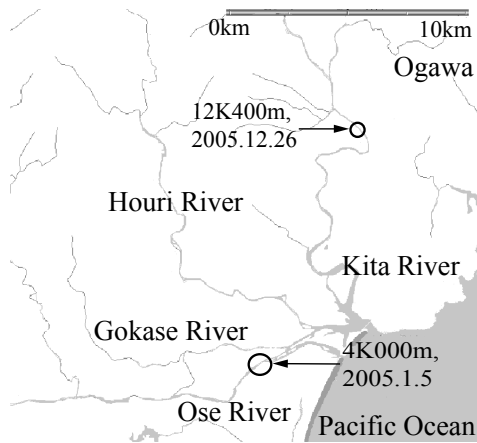 0km 10km
Ogawa
12K400m,
2005.12.26
Houri River
Kita River
Gokase River
4K000m,
2005.1.5
Ose River
Pacific Ocean